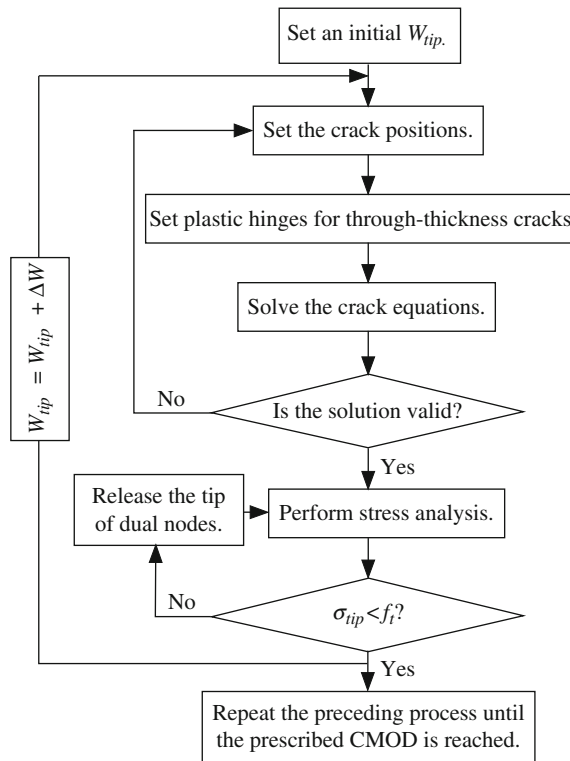 Set an initial W_tip.
Set the crack positions.
Set plastic hinges for through-thickness cracks
Solve the crack equations.
W_tip = W_tip + ΔW
No
Is the solution valid?
Yes
Release the tip
of dual nodes.
Perform stress analysis.
No
σ_tip<f_t?
Yes
Repeat the preceding process until
the prescribed CMOD is reached.